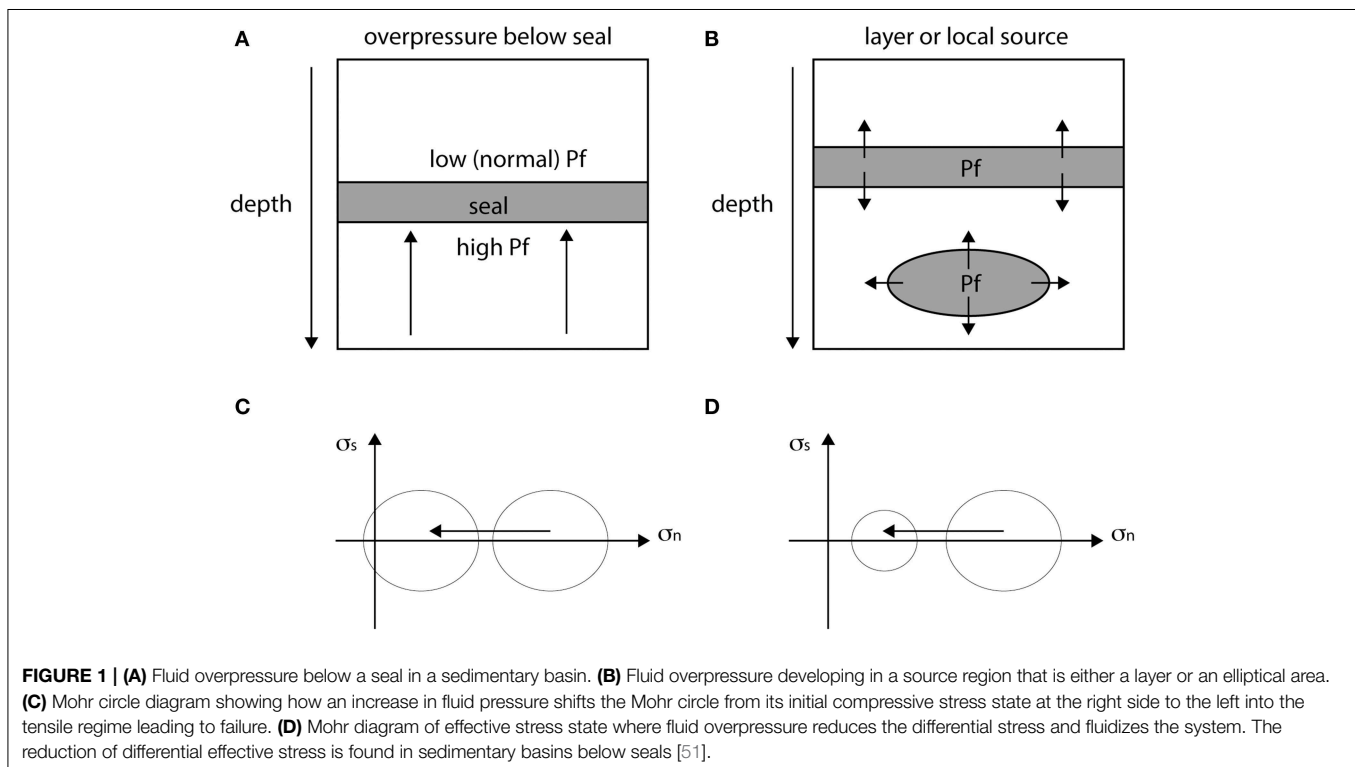 A
overpressure below seal
depth
low (normal) Pf
seal
high Pf
B
layer or local source
depth
Pf
Pf
C
σs
σn
D
σs
σn
FIGURE 1 | (A) Fluid overpressure below a seal in a sedimentary basin. (B) Fluid overpressure developing in a source region that is either a layer or an elliptical area.
(C) Mohr circle diagram showing how an increase in fluid pressure shifts the Mohr circle from its initial compressive stress state at the right side to the left into the
tensile regime leading to failure. (D) Mohr diagram of effective stress state where fluid overpressure reduces the differential stress and fluidizes the system. The
reduction of differential effective stress is found in sedimentary basins below seals [51].